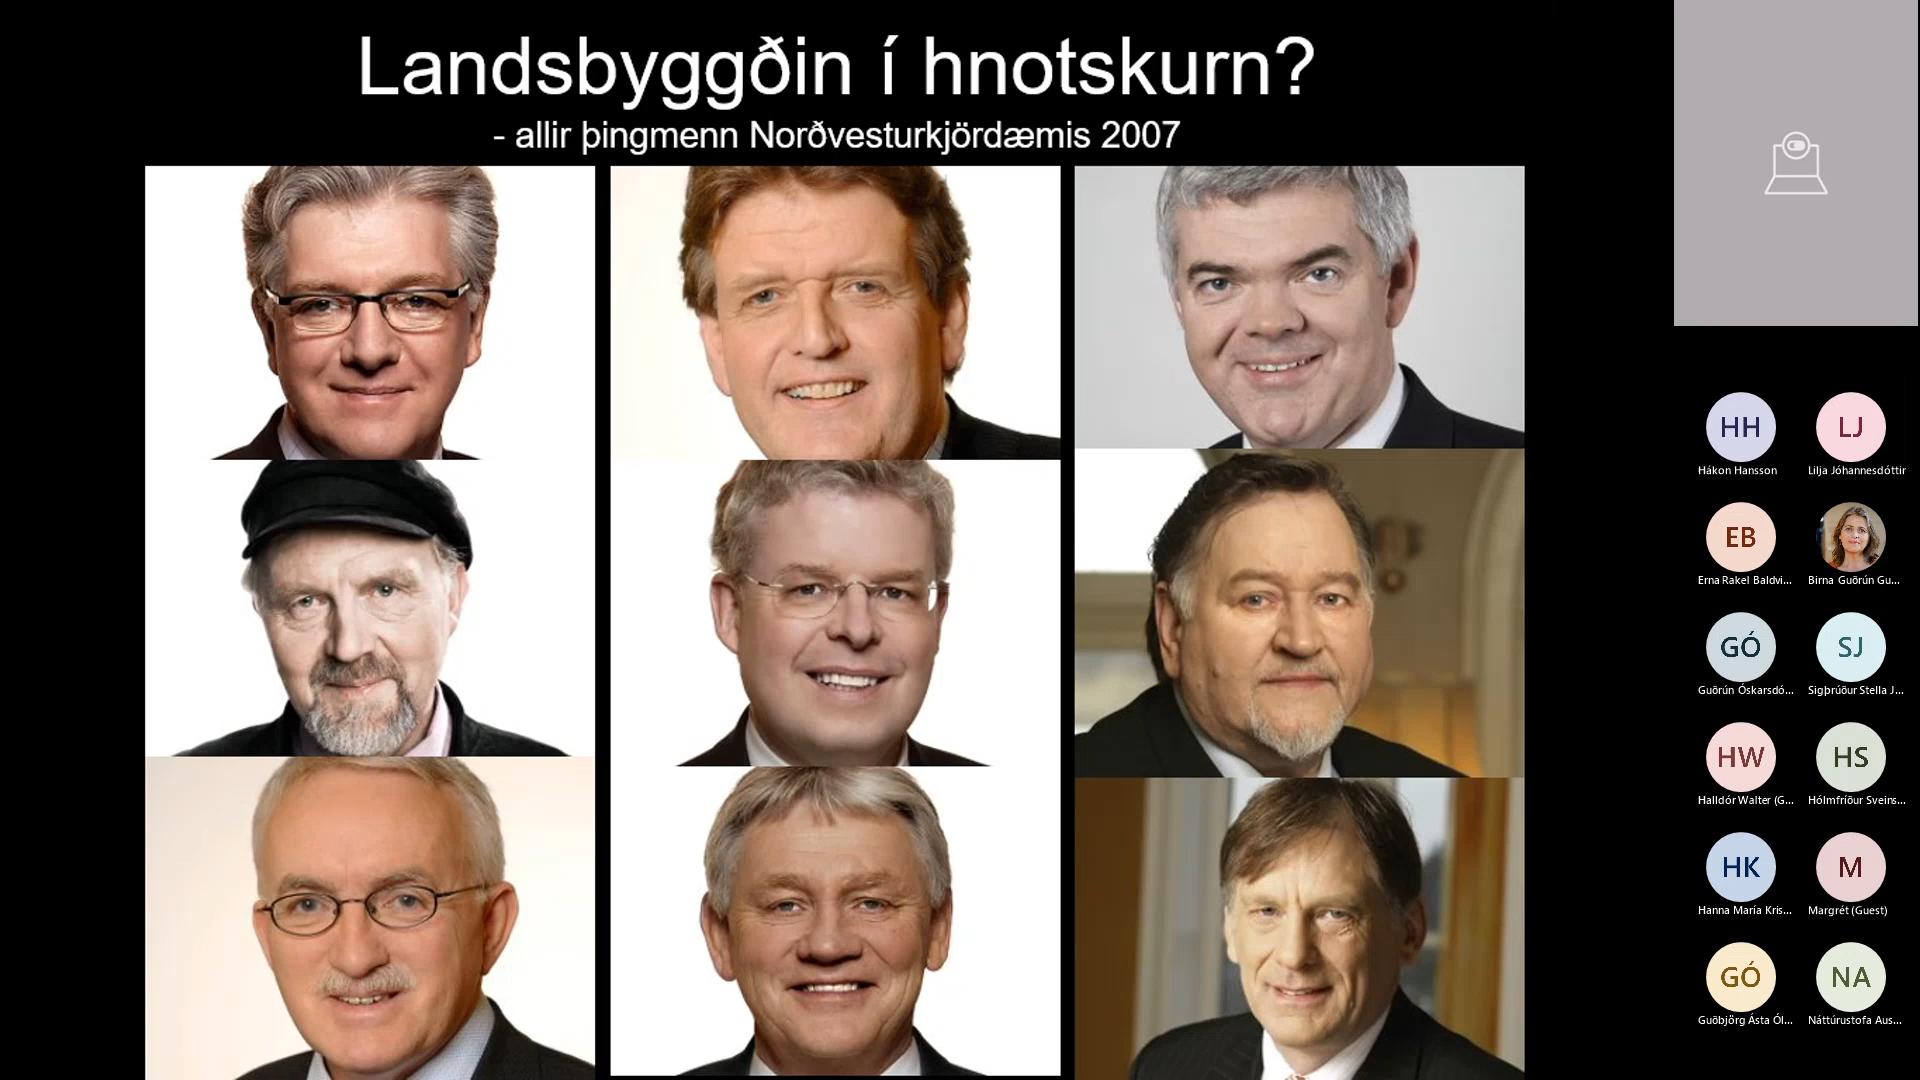 Landsbyggðin í hnotskurn?
- allir þingmenn Norðvesturkjördæmis 2007
HH
LJ
Hákon Hansson
Lilja Jóhannesdóttir
EB
Erna Rakel Baldvi...
Birna Guðrún Gu...
GÓ
SJ
Guðrún Óskarsdó...
Sigþrúður Stella J...
HW
HS
Halldór Walter (G...
Hólmfríður Sveins...
HK
M
Hanna María Kris...
Margrét (Guest)
GÓ
NA
Guðbjörg Ásta Ól...
Náttúrustofa Aus...